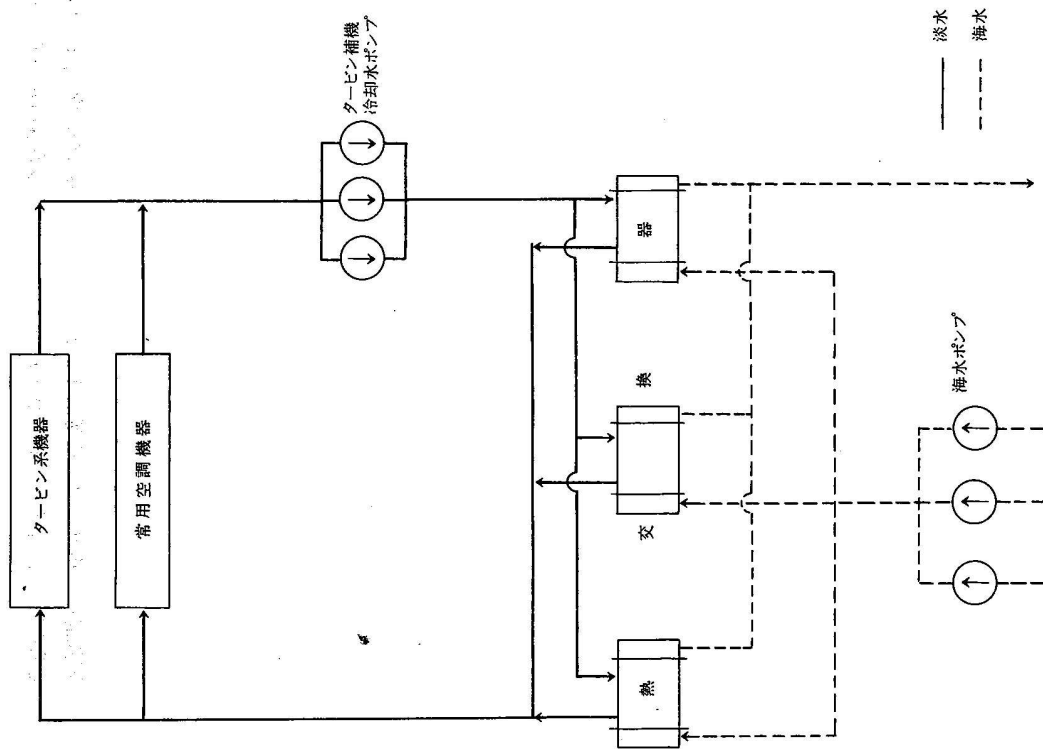 タービン系機器
常用空調機器
タービン補機
冷却水ポンプ
熱交換器
海水ポンプ
淡水
海水